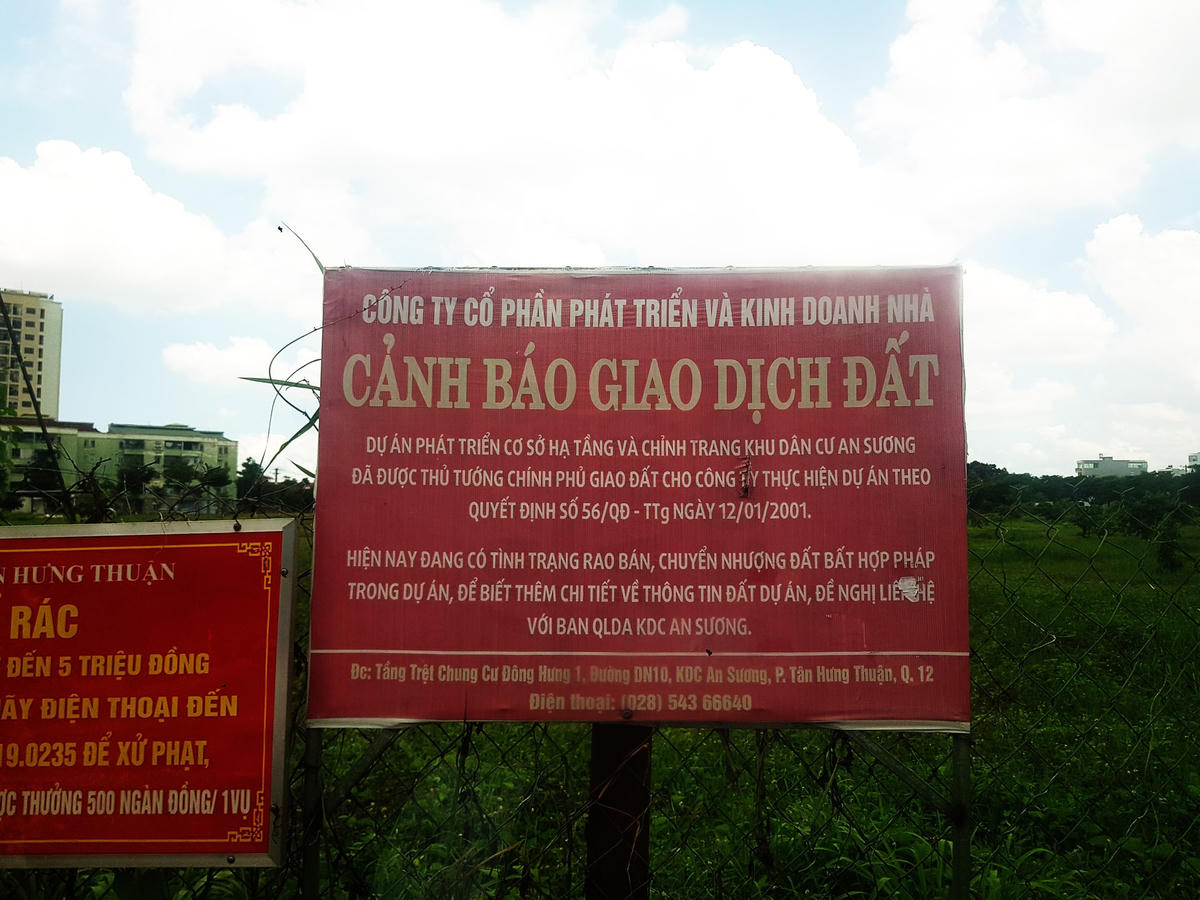 CÔNG TY CỔ PHẦN PHÁT TRIỂN VÀ KINH DOANH NHÀ
CẢNH BÁO GIAO DỊCH ĐẤT
DỰ ÁN PHÁT TRIỂN CƠ SỞ HẠ TẦNG VÀ CHỈNH TRANG KHU DÂN CƯ AN SƯƠNG
ĐÃ ĐƯỢC THỦ TƯỚNG CHÍNH PHỦ GIAO ĐẤT CHO CÔNG TY THỰC HIỆN DỰ ÁN THEO
QUYẾT ĐỊNH SỐ 56/QĐ - TTg NGÀY 12/01/2001.
HIỆN NAY ĐANG CÓ TÌNH TRẠNG RAO BÁN, CHUYỂN NHƯỢNG ĐẤT BẤT HỢP PHÁP
TRONG DỰ ÁN, ĐỂ BIẾT THÊM CHI TIẾT VỀ THÔNG TIN ĐẤT DỰ ÁN, ĐỀ NGHỊ LIÊN HỆ
VỚI BAN QLDA KDC AN SƯƠNG.
Đc: Tầng Trệt Chung Cư Đông Hưng 1, Đường DN10, KDC An Sương, P. Tân Hưng Thuận, Q. 12
Điện thoại: (028) 543 66640
HƯNG THUẬN
RÁC
ĐẾN 5 TRIỆU ĐỒNG
ĐIỆN THOẠI ĐẾN
19.0235 ĐỂ XỬ PHẠT,
THƯỞNG 500 NGÀN ĐỒNG/ 1VỤ